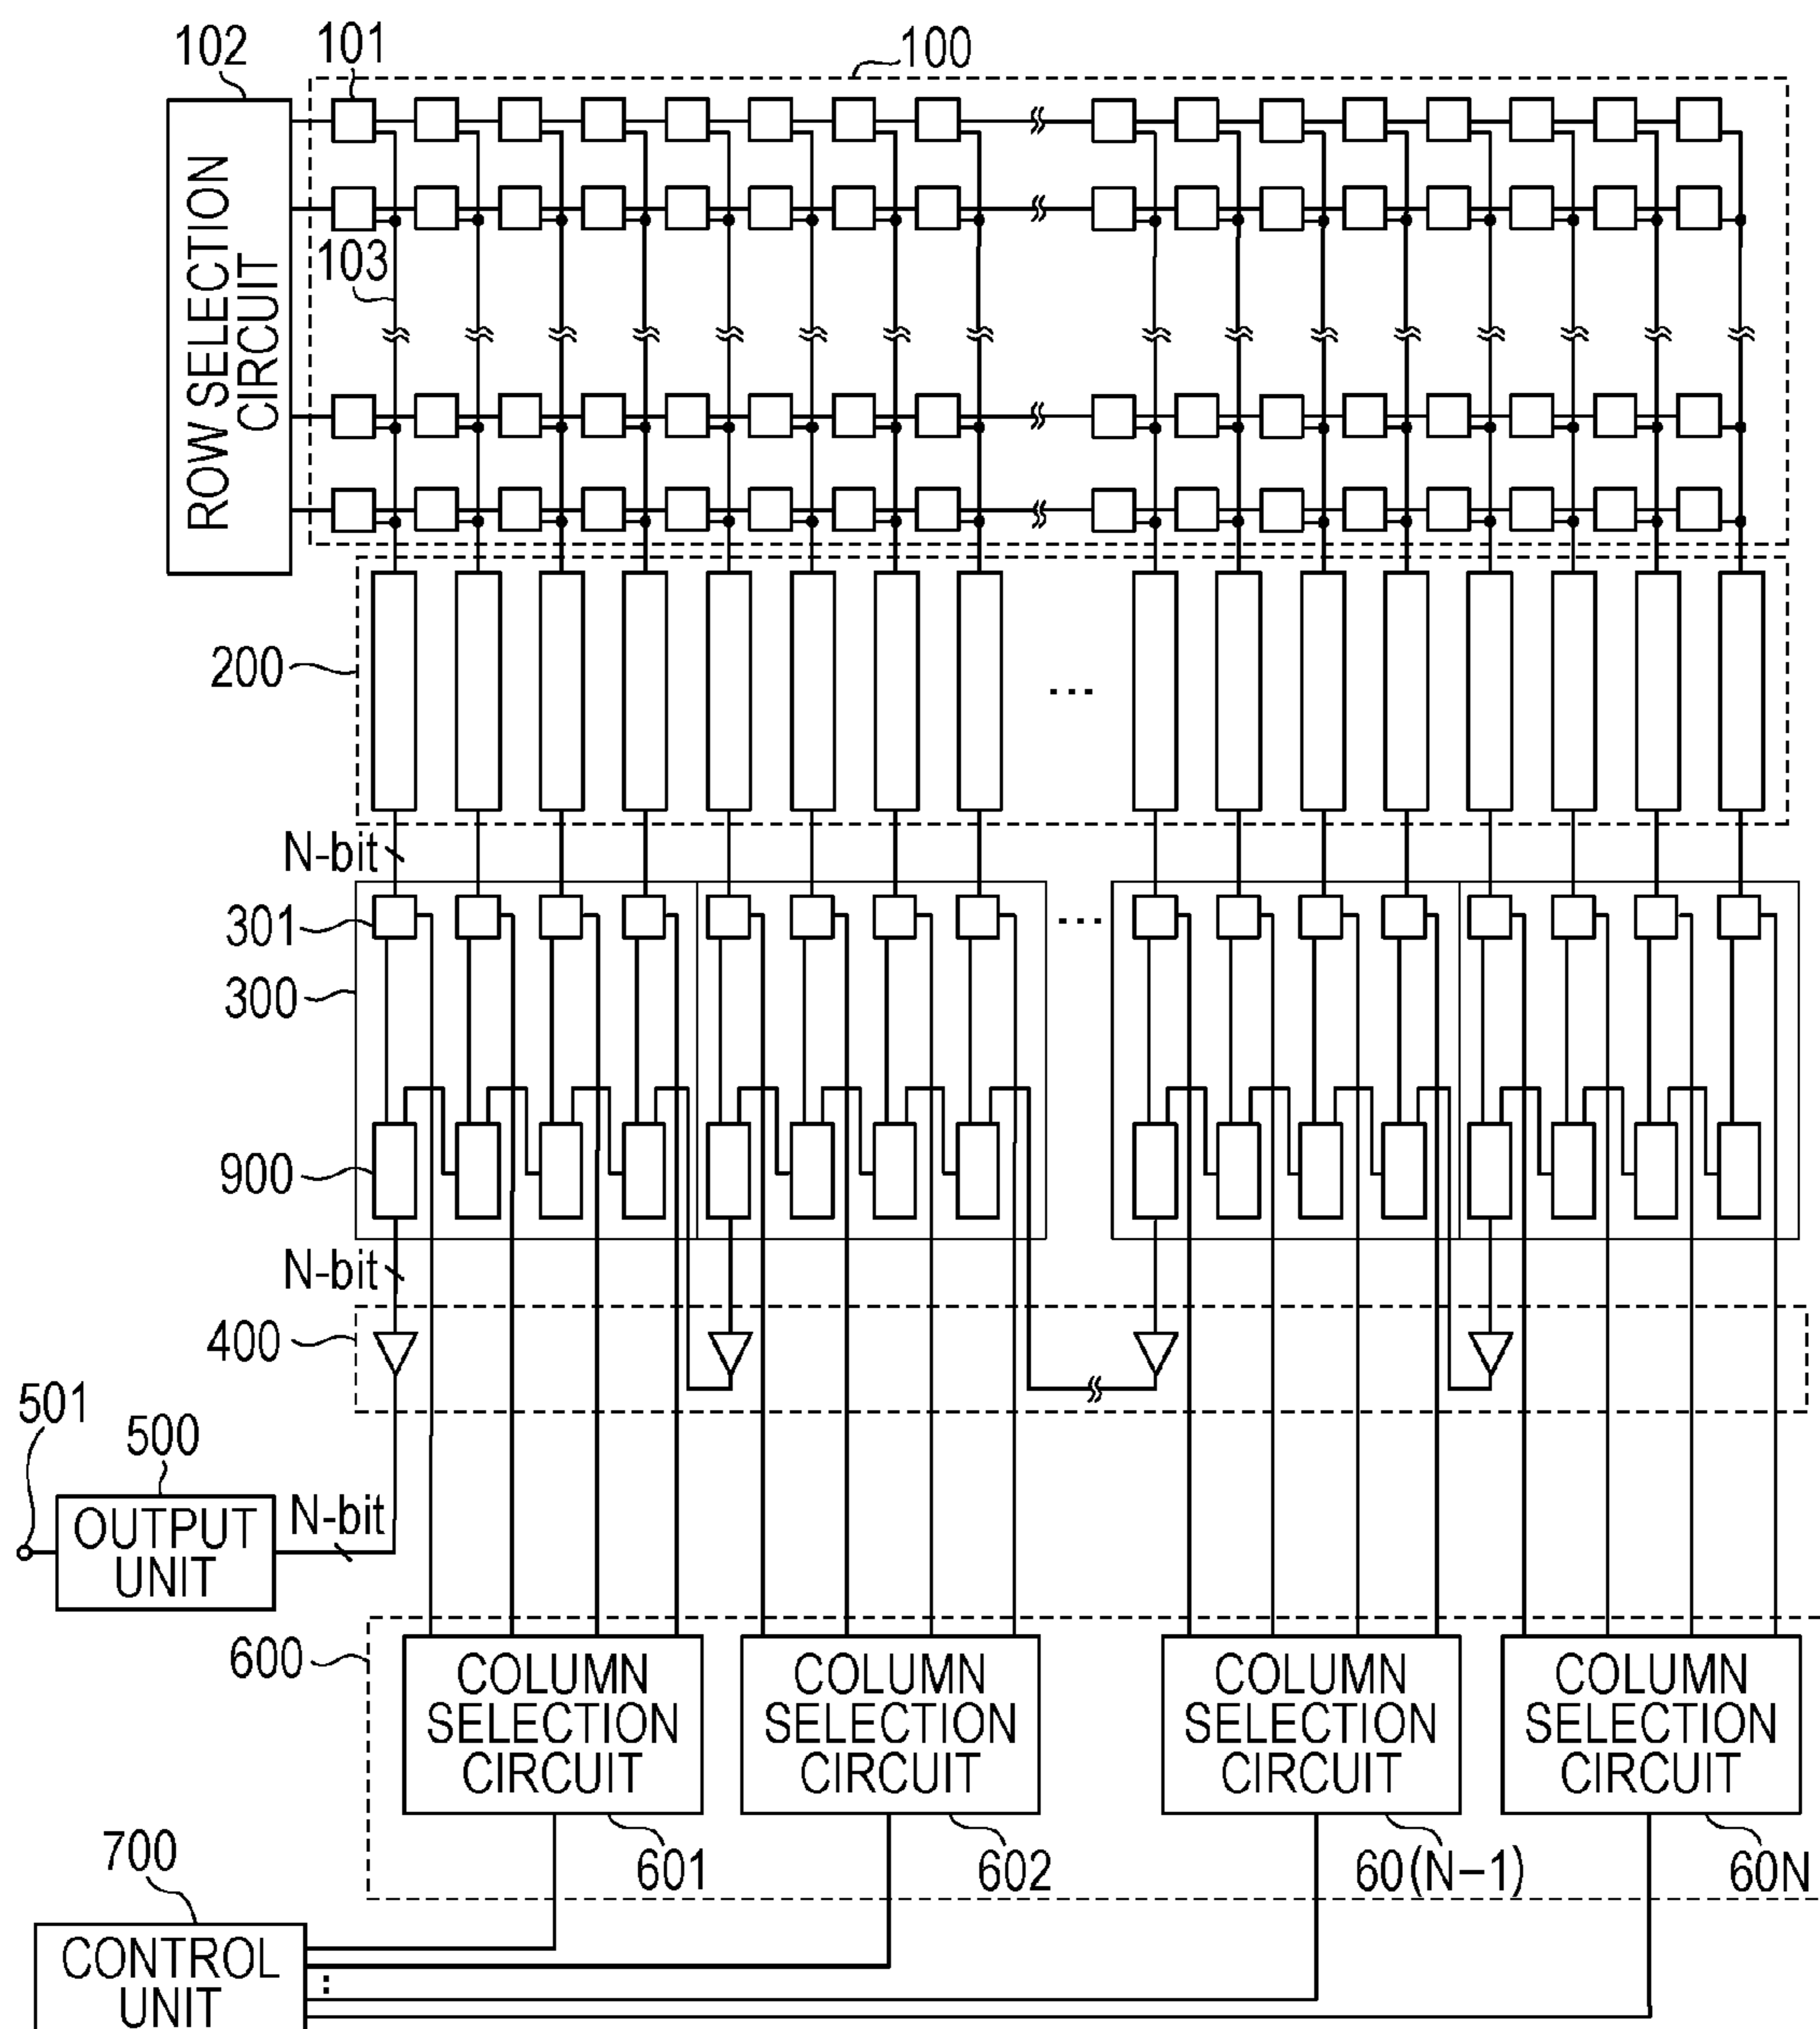 102
101
100
ROW SELECTION
CIRCUIT
103
200
...
N-bit
301
...
300
900
N-bit
400
501
500
OUTPUT
UNIT
N-bit
600
COLUMN
SELECTION
CIRCUIT
COLUMN
SELECTION
CIRCUIT
COLUMN
SELECTION
CIRCUIT
COLUMN
SELECTION
CIRCUIT
601
602
60(N–1)
60N
700
CONTROL
UNIT